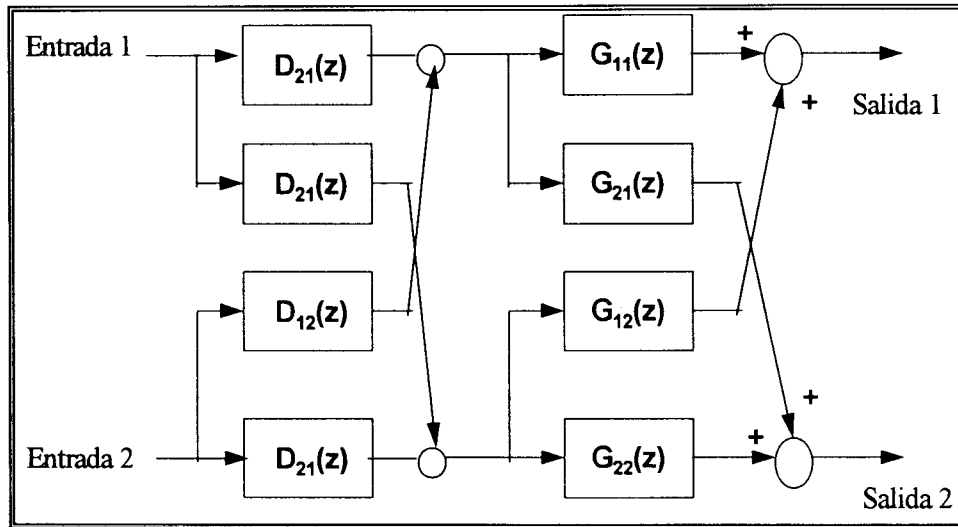 Entrada 1
D₂₁(z)
G₁₁(z)
+
+
Salida 1
D₂₁(z)
G₂₁(z)
D₁₂(z)
G₁₂(z)
+
+
Entrada 2
D₂₁(z)
G₂₂(z)
Salida 2